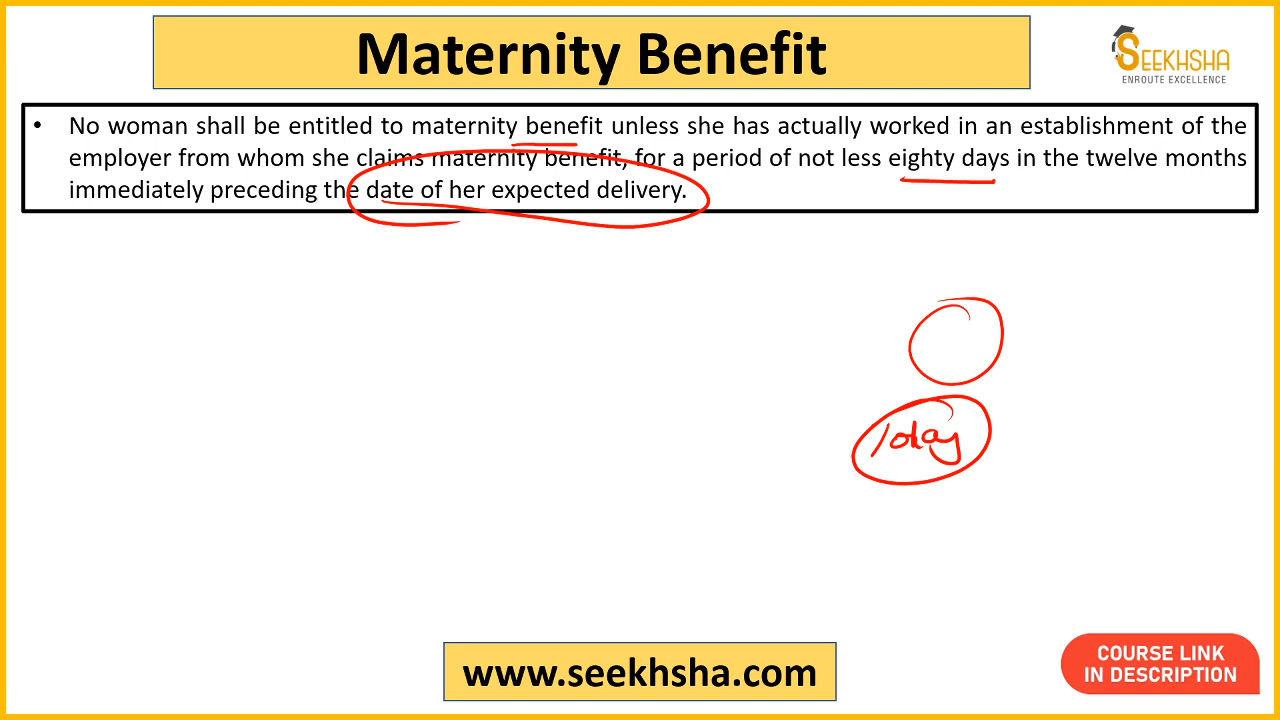 Maternity Benefit
SEEKHSHA
ENROUTE EXCELLENCE
• No woman shall be entitled to maternity benefit unless she has actually worked in an establishment of the
employer from whom she claims maternity benefit, for a period of not less eighty days in the twelve months
immediately preceding the date of her expected delivery.
Today
www.seekhsha.com
COURSE LINK
IN DESCRIPTION